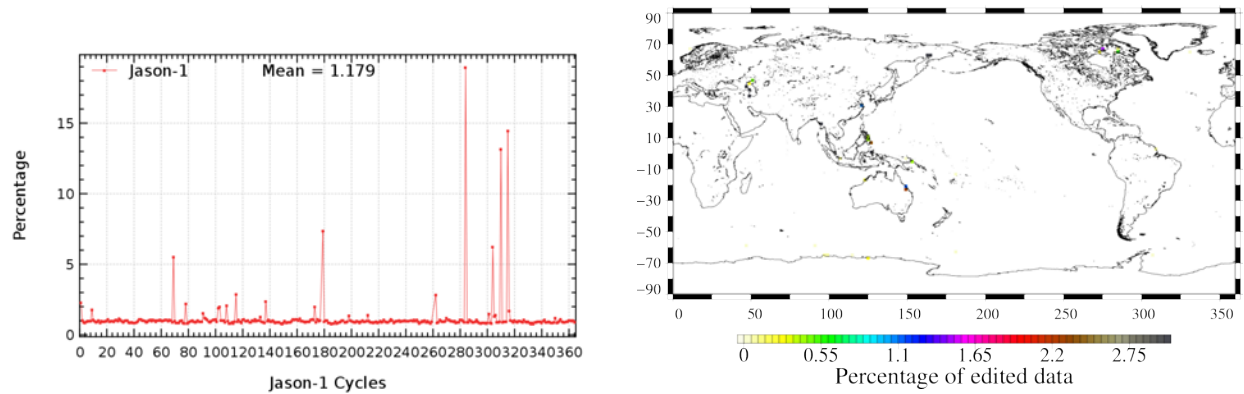 Jason-1 Mean = 1.179
Percentage
15
10
5
0
0 20 40 60 80 100 120 140 160 180 200 220 240 260 280 300 320 340 360
Jason-1 Cycles
90
70
50
30
10
−10
−30
−50
−70
−90
0 50 100 150 200 250 300 350
0 0.55 1.1 1.65 2.2 2.75
Percentage of edited data